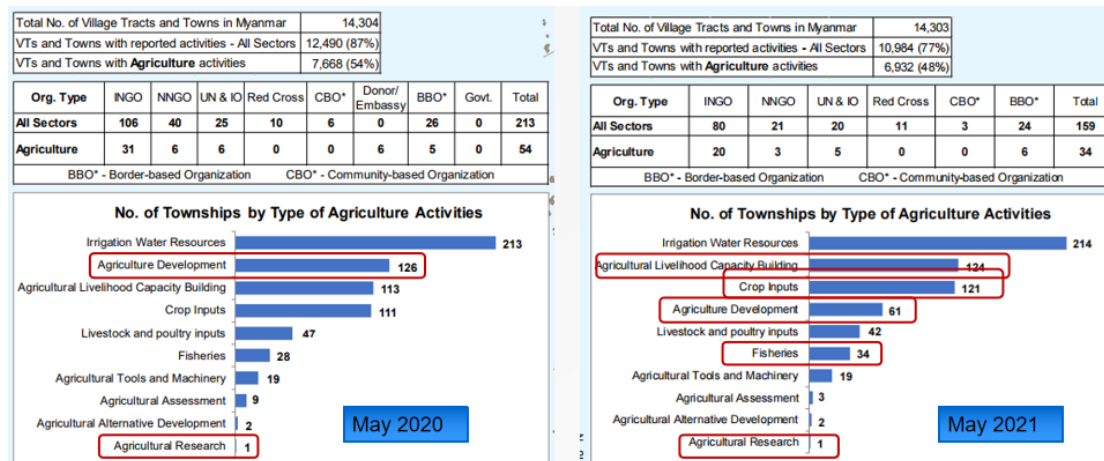 Total No. of Village Tracts and Towns in Myanmar 14,304
VTs and Towns with reported activities - All Sectors 12,490 (87%)
VTs and Towns with Agriculture activities 7,668 (54%)
Org. Type INGO NNGO UN & IO Red Cross CBO* Donor/ Embassy BBO* Govt. Total
All Sectors 106 40 25 10 6 0 26 0 213
Agriculture 31 6 6 0 0 6 5 0 54
BBO* - Border-based Organization CBO* - Community-based Organization
No. of Townships by Type of Agriculture Activities
Irrigation Water Resources 213
Agriculture Development 126
Agricultural Livelihood Capacity Building 113
Crop Inputs 111
Livestock and poultry inputs 47
Fisheries 28
Agricultural Tools and Machinery 19
Agricultural Assessment 9
Agricultural Alternative Development 2
Agricultural Research 1
May 2020
Total No. of Village Tracts and Towns in Myanmar 14,303
VTs and Towns with reported activities - All Sectors 10,984 (77%)
VTs and Towns with Agriculture activities 6,932 (48%)
Org. Type INGO NNGO UN & IO Red Cross CBO* BBO* Total
All Sectors 80 21 20 11 3 24 159
Agriculture 20 3 5 0 0 6 34
BBO* - Border-based Organization CBO* - Community-based Organization
No. of Townships by Type of Agriculture Activities
Irrigation Water Resources 214
Agricultural Livelihood Capacity Building 124
Crop Inputs 121
Agriculture Development 61
Livestock and poultry inputs 42
Fisheries 34
Agricultural Tools and Machinery 19
Agricultural Assessment 3
Agricultural Alternative Development 2
Agricultural Research 1
May 2021